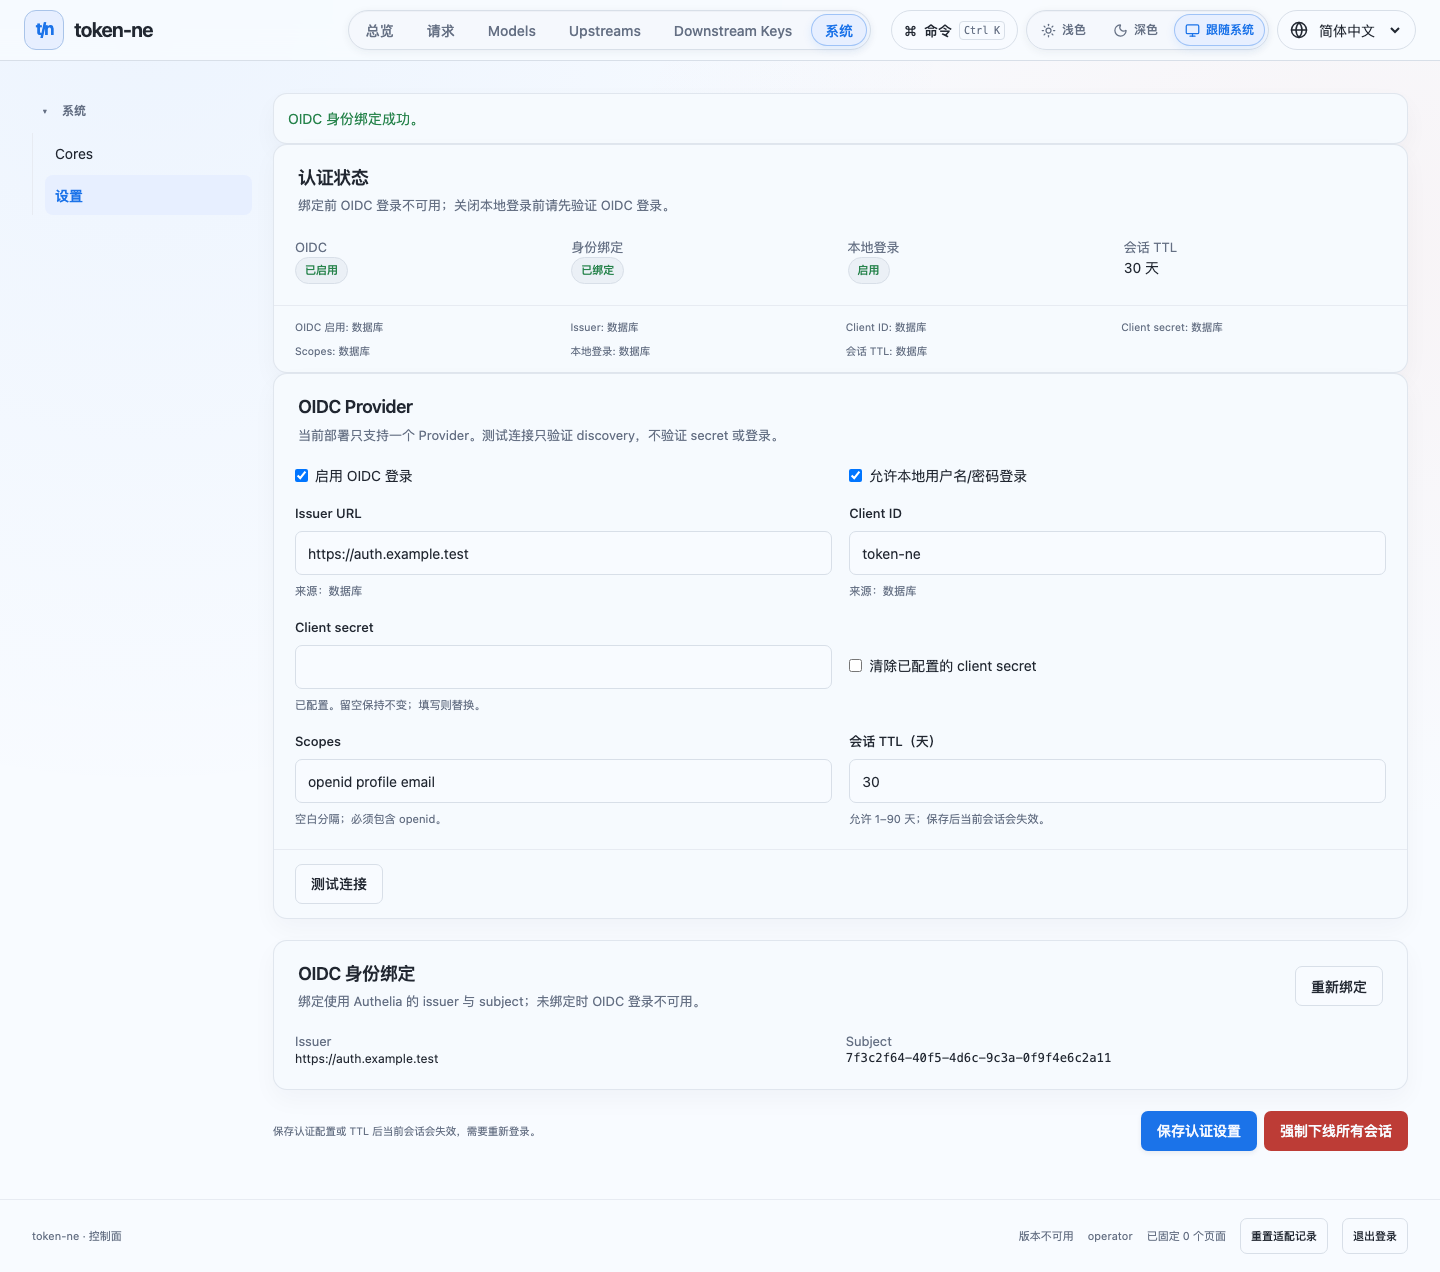 t/n token-ne 总览 请求 Models Upstreams Downstream Keys 系统 ⌘ 命令 Ctrl K 浅色 深色 跟随系统 简体中文
系统
Cores
设置
OIDC 身份绑定成功。
认证状态
绑定前 OIDC 登录不可用；关闭本地登录前请先验证 OIDC 登录。
OIDC 身份绑定 本地登录 会话 TTL
已启用 已绑定 启用 30 天
OIDC 启用: 数据库 Issuer: 数据库 Client ID: 数据库 Client secret: 数据库
Scopes: 数据库 本地登录: 数据库 会话 TTL: 数据库
OIDC Provider
当前部署只支持一个 Provider。测试连接只验证 discovery，不验证 secret 或登录。
启用 OIDC 登录 允许本地用户名/密码登录
Issuer URL Client ID
https://auth.example.test token-ne
来源：数据库 来源：数据库
Client secret
清除已配置的 client secret
已配置。留空保持不变；填写则替换。
Scopes 会话 TTL（天）
openid profile email 30
空白分隔；必须包含 openid。 允许 1–90 天；保存后当前会话会失效。
测试连接
OIDC 身份绑定
绑定使用 Authelia 的 issuer 与 subject；未绑定时 OIDC 登录不可用。
重新绑定
Issuer Subject
https://auth.example.test 7f3c2f64-40f5-4d6c-9c3a-0f9f4e6c2a11
保存认证配置或 TTL 后当前会话会失效，需要重新登录。 保存认证设置 强制下线所有会话
token-ne · 控制面 版本不可用 operator 已固定 0 个页面 重置适配记录 退出登录